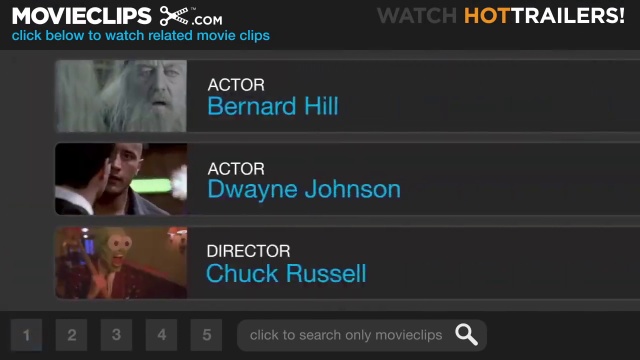 MOVIECLIPS .COM™
WATCH HOTTRAILERS!
click below to watch related movie clips
ACTOR
Bernard Hill
ACTOR
Dwayne Johnson
DIRECTOR
Chuck Russell
1 2 3 4 5 click to search only movieclips